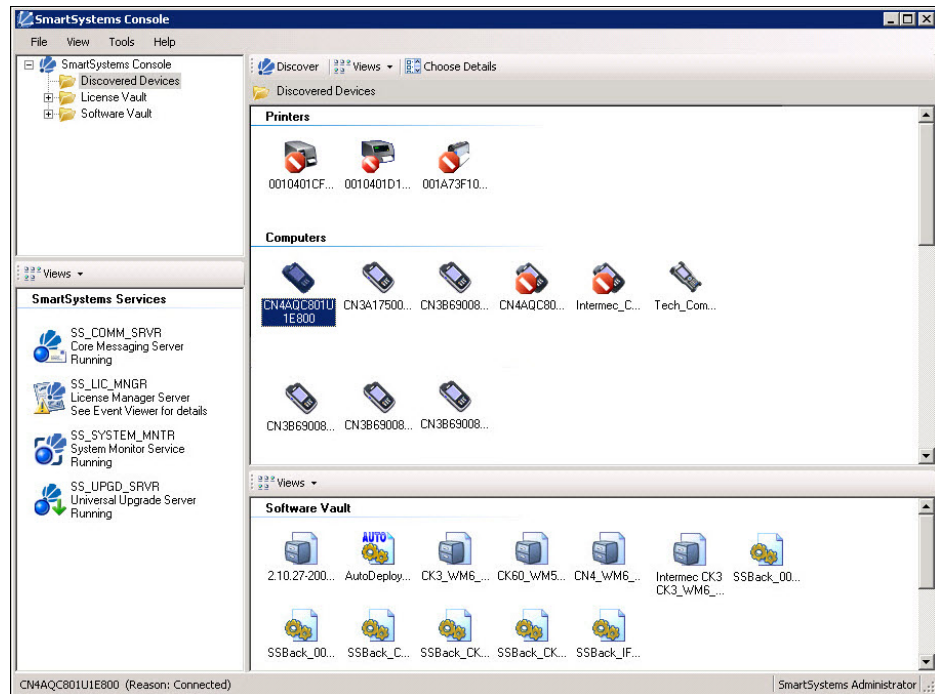 SmartSystems Console
File View Tools Help
SmartSystems Console
Discovered Devices
License Vault
Software Vault
Views
SmartSystems Services
SS_COMM_SRVR
Core Messaging Server
Running
SS_LIC_MNGR
License Manager Server
See Event Viewer for details
SS_SYSTEM_MNTR
System Monitor Service
Running
SS_UPGD_SRVR
Universal Upgrade Server
Running
Discover Views Choose Details
Discovered Devices
Printers
0010401CF... 0010401D1... 001A73F10...
Computers
CN4AQC801U CN3A17500... CN3B69008... CN4AQC80... Intermec_C... Tech_Com...
1E800
CN3B69008... CN3B69008... CN3B69008...
Views
Software Vault
AUTO
2.10.27-200... AutoDeploy... CK3_WM6_... CK60_WM5... CN4_WM6_... Intermec CK3 SSBack_00...
CK3_WM6_...
SSBack_00... SSBack_C... SSBack_CK... SSBack_CK... SSBack_IF...
CN4AQC801U1E800 (Reason: Connected) SmartSystems Administrator